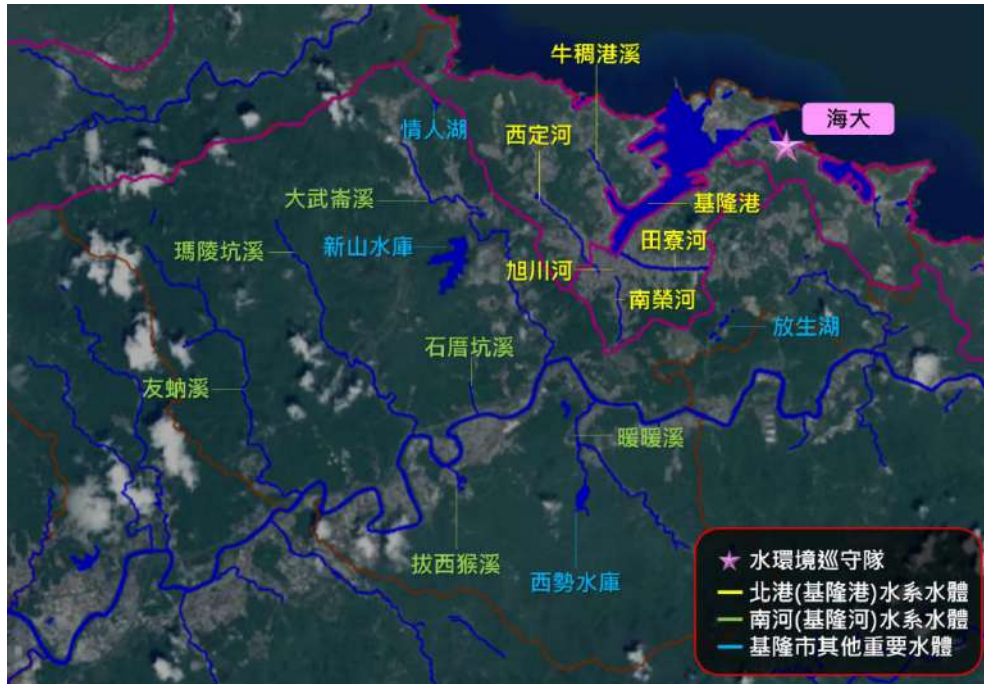 牛稠港溪
海大
情人湖
西定河
大武崙溪
基隆港
瑪陵坑溪
新山水庫
田寮河
旭川河
南榮河
放生湖
石厝坑溪
友蚋溪
暖暖溪
拔西猴溪
西勢水庫
水環境巡守隊
北港(基隆港)水系水體
南河(基隆河)水系水體
基隆市其他重要水體